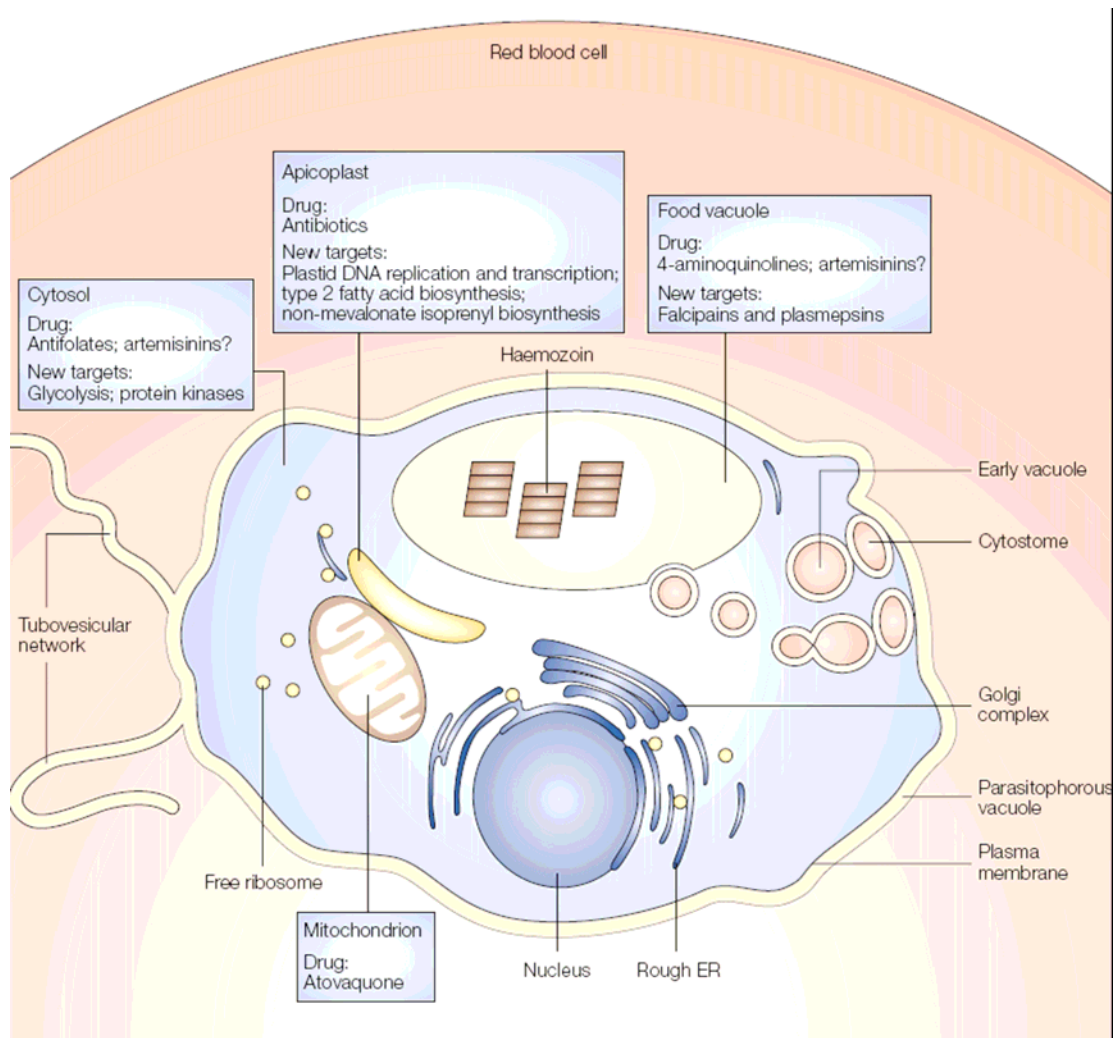 Red blood cell
Apicoplast
Drug:
Antibiotics
New targets:
Plastid DNA replication and transcription;
type 2 fatty acid biosynthesis;
non-mevalonate isoprenyl biosynthesis
Food vacuole
Drug:
4-aminoquinolines; artemisinins?
New targets:
Falcipains and plasmepsins
Cytosol
Drug:
Antifolates; artemisinins?
New targets:
Glycolysis; protein kinases
Haemozoin
Early vacuole
Cytostome
Tubovesicular
network
Golgi
complex
Parasitophorous
vacuole
Plasma
membrane
Free ribosome
Mitochondrion
Drug:
Atovaquone
Nucleus
Rough ER